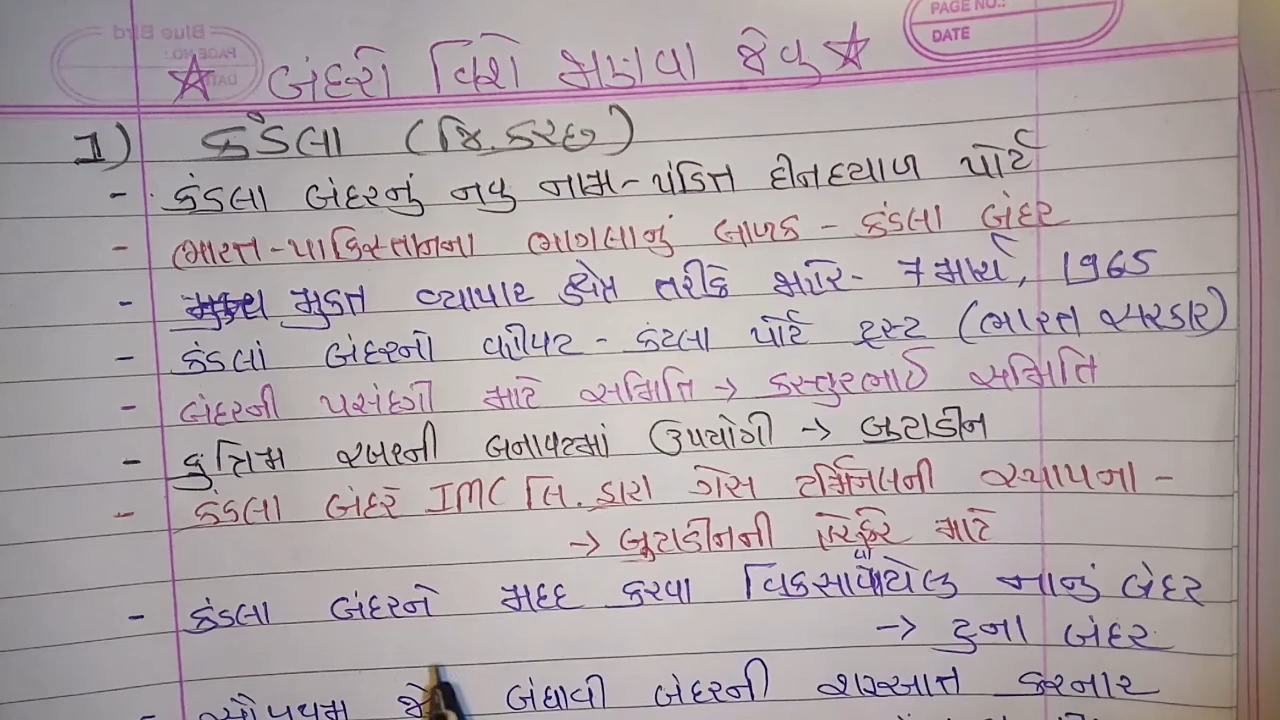 PAGE NO.:
DATE
☆ બંદરો વિશે ભણવા જેવુ ☆
1) કંડલા (જિ. કચ્છ)
- કંડલા બંદરનું નવુ નામ - પંડિત દીનદયાળ પોર્ટ
- ભારત - પાકિસ્તાનના ભાગલાનું બાળક - કંડલા બંદર
- મુક્ત વ્યાપાર ક્ષેત્ર તરીકે જાહેર - 7 માર્ચ, 1965
- કંડલા બંદરનો વહીવટ - કંડલા પોર્ટ ટ્રસ્ટ (ભારત સરકાર)
- બંદરની પસંદગી માટે સમિતિ → કસ્તુરભાઈ સમિતિ
- કૃત્રિમ રબરની બનાવટમાં ઉપયોગી → બુટાડીન
- કંડલા બંદરે IMC લિ. દ્વારા ગેસ ટર્મિનલની સ્થાપના -
→ બુટાડીનની હેરફેર માટે
- કંડલા બંદરને મદદ કરવા વિકસાવાયેલુ નાનું બંદર
→ ટુના બંદર
- સૌપ્રથમ બંધાવી બંદરની શરૂઆત કરનાર